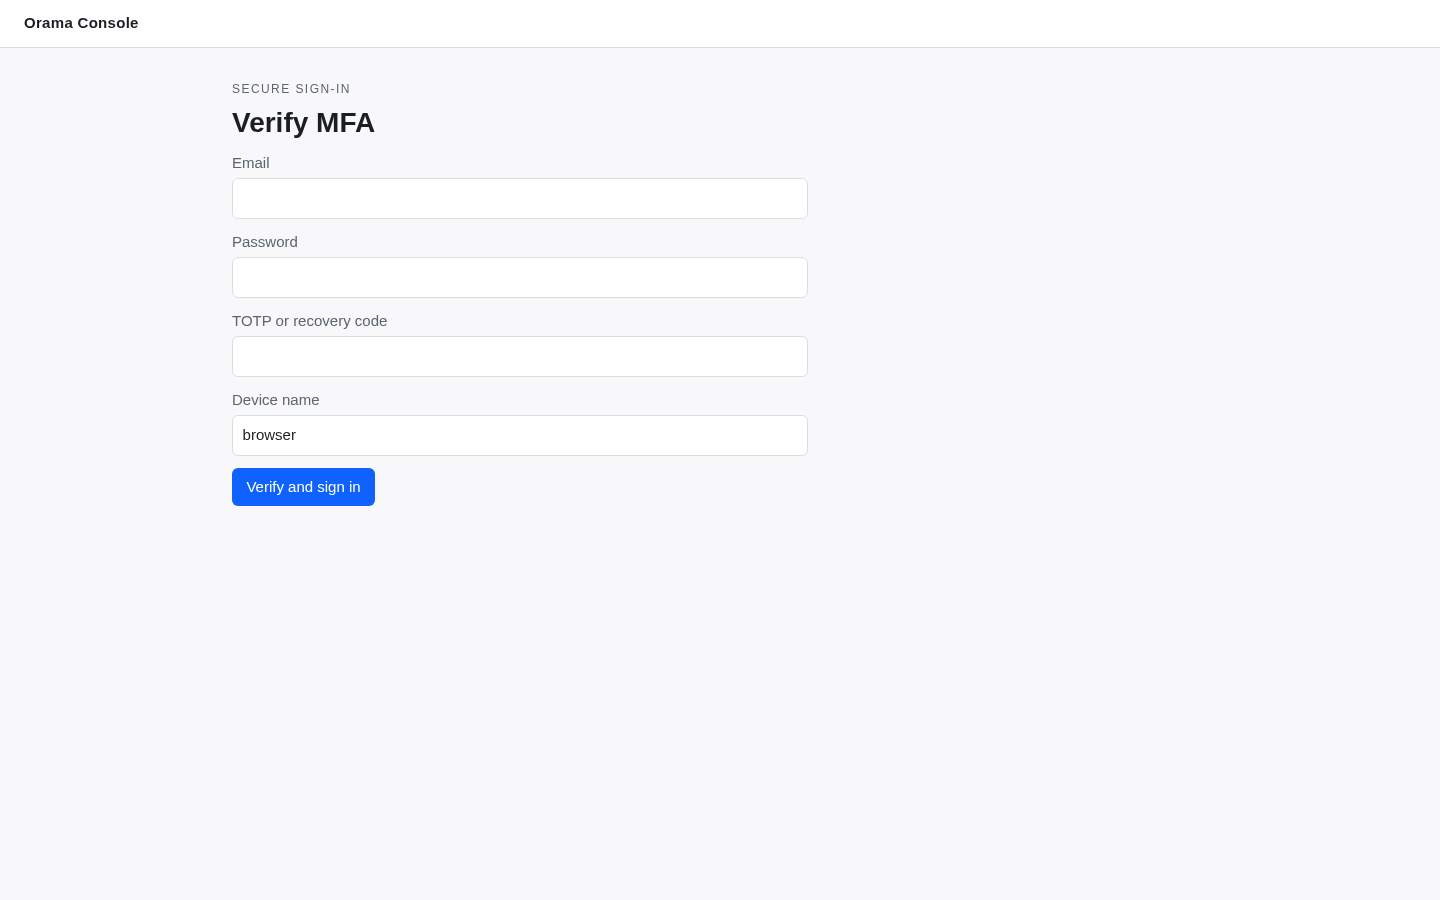 Orama Console
SECURE SIGN-IN
Verify MFA
Email
Password
TOTP or recovery code
Device name
browser
Verify and sign in